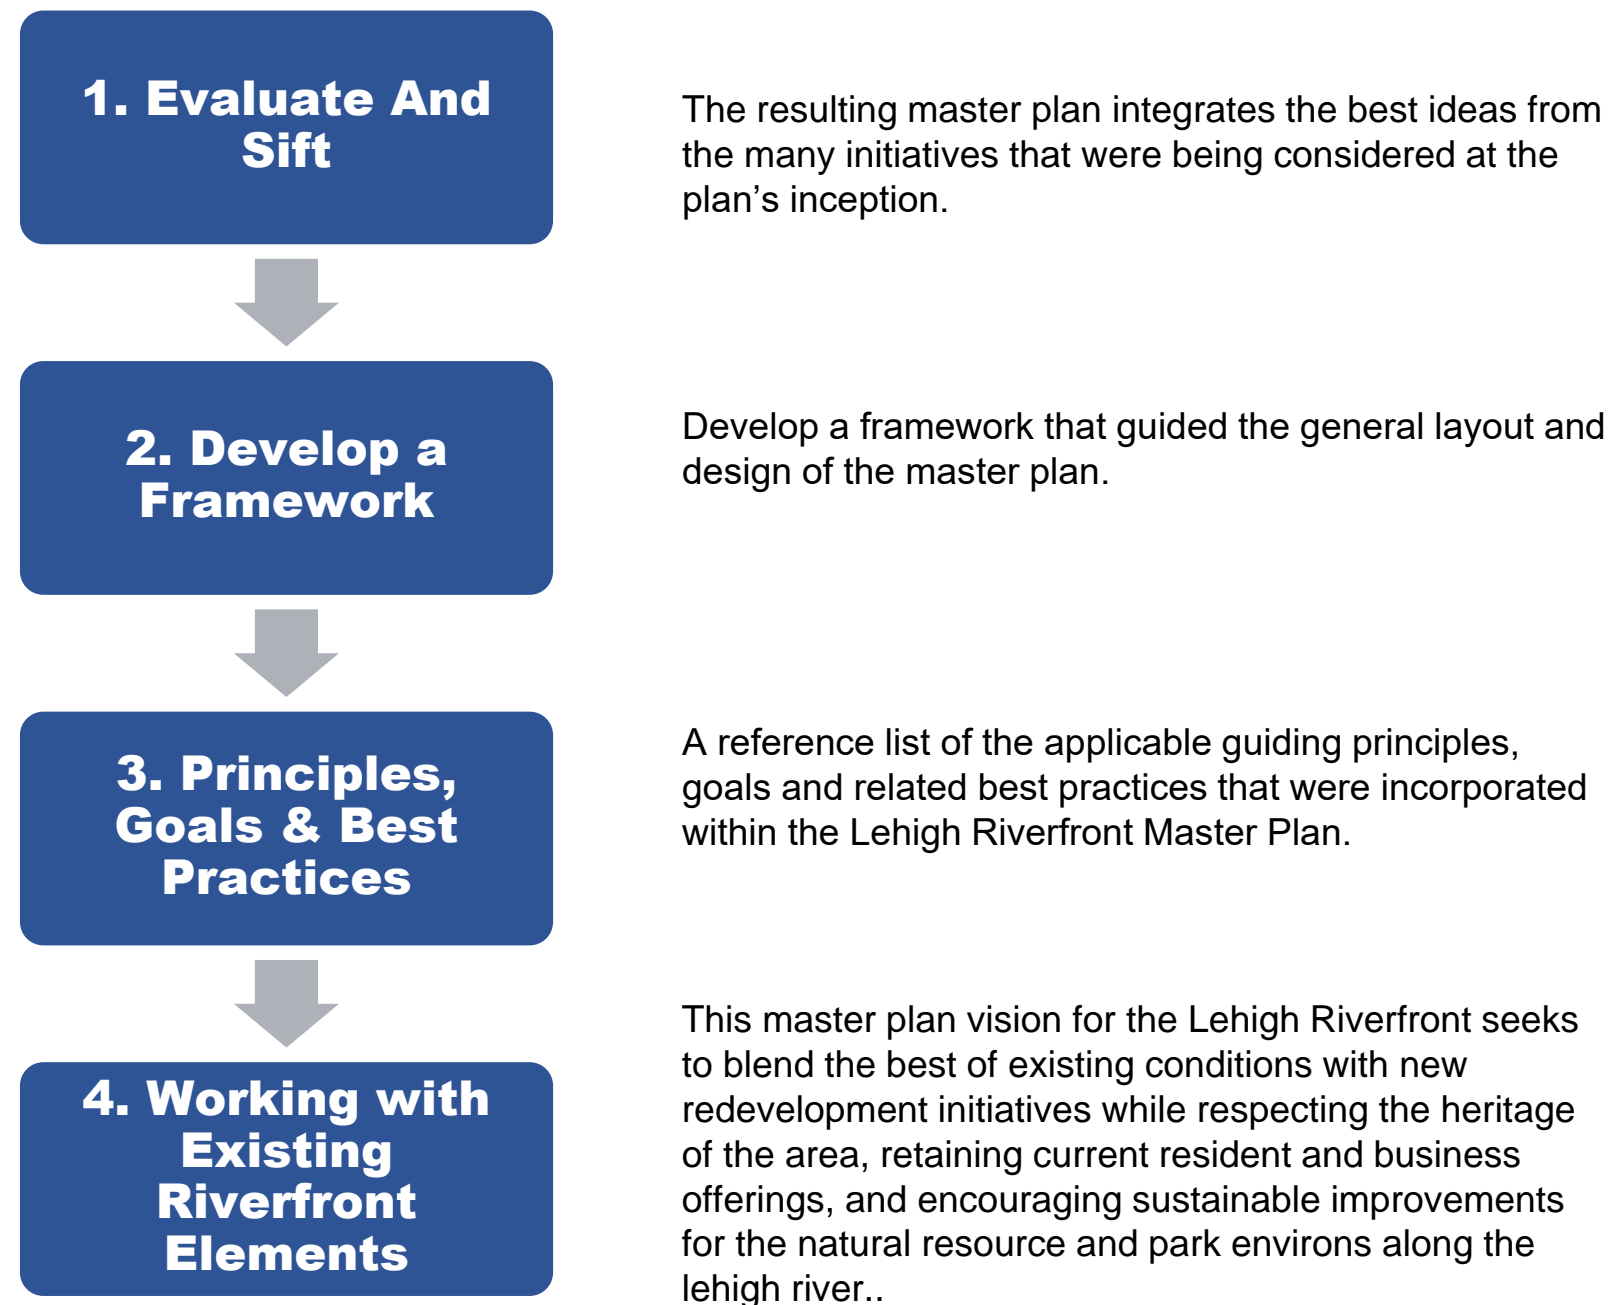 1. Evaluate And
Sift
The resulting master plan integrates the best ideas from
the many initiatives that were being considered at the
plan’s inception.
2. Develop a
Framework
Develop a framework that guided the general layout and
design of the master plan.
3. Principles,
Goals & Best
Practices
A reference list of the applicable guiding principles,
goals and related best practices that were incorporated
within the Lehigh Riverfront Master Plan.
4. Working with
Existing
Riverfront
Elements
This master plan vision for the Lehigh Riverfront seeks
to blend the best of existing conditions with new
redevelopment initiatives while respecting the heritage
of the area, retaining current resident and business
offerings, and encouraging sustainable improvements
for the natural resource and park environs along the
lehigh river..